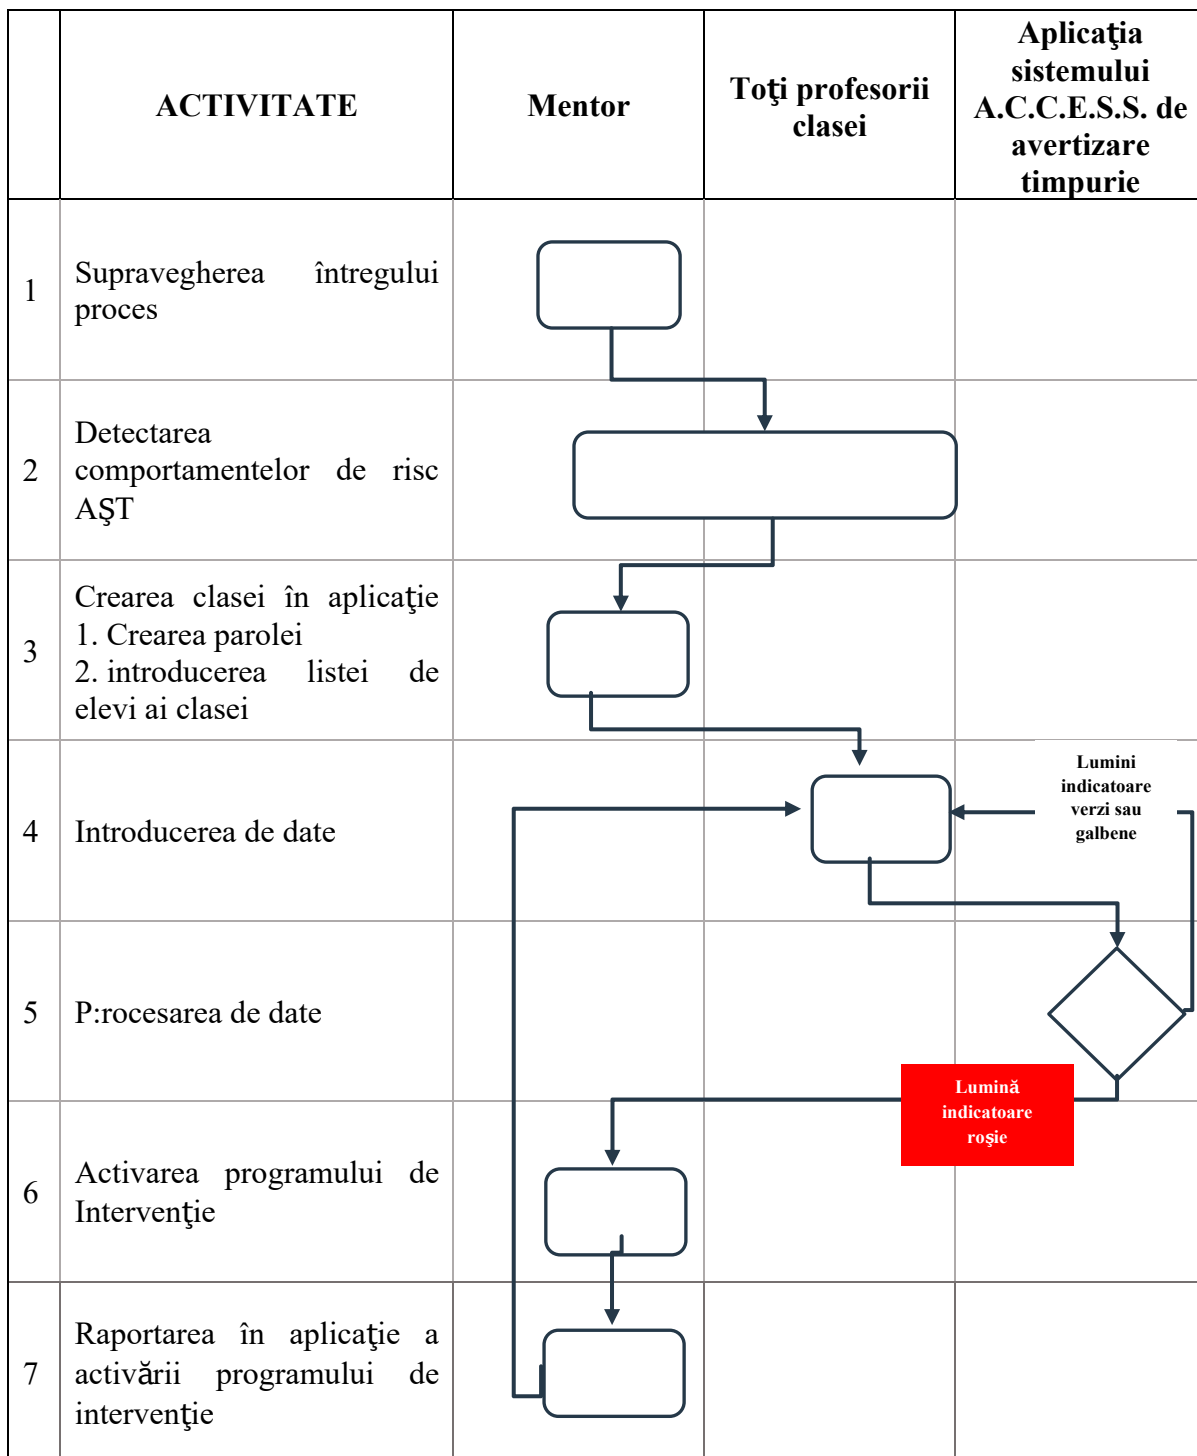 ACTIVITATE
Mentor
Toţi profesorii
clasei
Aplicaţia
sistemului
A.C.C.E.S.S. de
avertizare
timpurie
1
Supravegherea întregului
proces
2
Detectarea
comportamentelor de risc
AŞT
3
Crearea clasei în aplicaţie
1. Crearea parolei
2. introducerea listei de
elevi ai clasei
4
Introducerea de date
Lumini
indicatoare
verzi sau
galbene
5
P:rocesarea de date
Lumină
indicatoare
roşie
6
Activarea programului de
Intervenţie
7
Raportarea în aplicaţie a
activării programului de
intervenţie